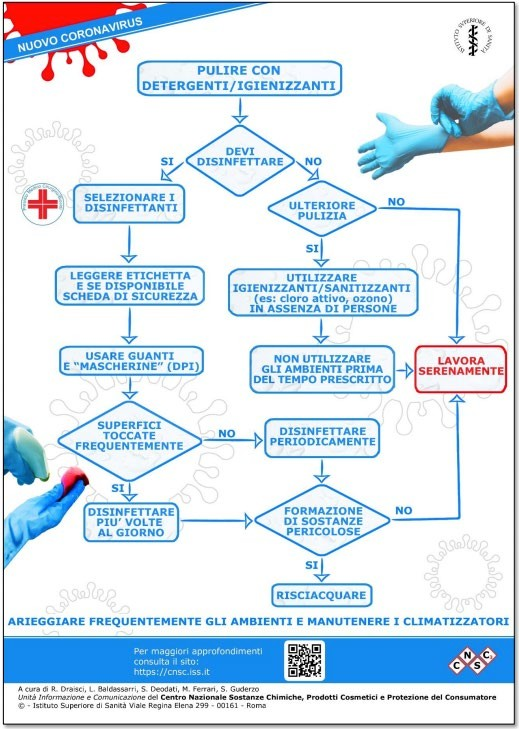 NUOVO CORONAVIRUS
ISTITUTO SUPERIORE DI SANITÀ
PULIRE CON
DETERGENTI/IGIENIZZANTI
DEVI
DISINFETTARE
SI
NO
SELEZIONARE I
DISINFETTANTI
ULTERIORE
PULIZIA
NO
SI
LEGGERE ETICHETTA
E SE DISPONIBILE
SCHEDA DI SICUREZZA
UTILIZZARE
IGIENIZZANTI/SANITIZZANTI
(es: cloro attivo, ozono)
IN ASSENZA DI PERSONE
USARE GUANTI
E “MASCHERINE” (DPI)
NON UTILIZZARE
GLI AMBIENTI PRIMA
DEL TEMPO PRESCRITTO
LAVORA
SERENAMENTE
SUPERFICI
TOCCATE
FREQUENTEMENTE
NO
DISINFETTARE
PERIODICAMENTE
SI
DISINFETTARE
PIU’ VOLTE
AL GIORNO
FORMAZIONE
DI SOSTANZE
PERICOLOSE
NO
SI
RISCIACQUARE
ARIEGGIARE FREQUENTEMENTE GLI AMBIENTI E MANUTENERE I CLIMATIZZATORI
Per maggiori approfondimenti
consulta il sito:
https://cnsc.iss.it
C N S C
A cura di R. Draisci, L. Baldassarri, S. Deodati, M. Ferrari, S. Guderzo
Unità Informazione e Comunicazione del Centro Nazionale Sostanze Chimiche, Prodotti Cosmetici e Protezione del Consumatore
© - Istituto Superiore di Sanità Viale Regina Elena 299 - 00161 - Roma